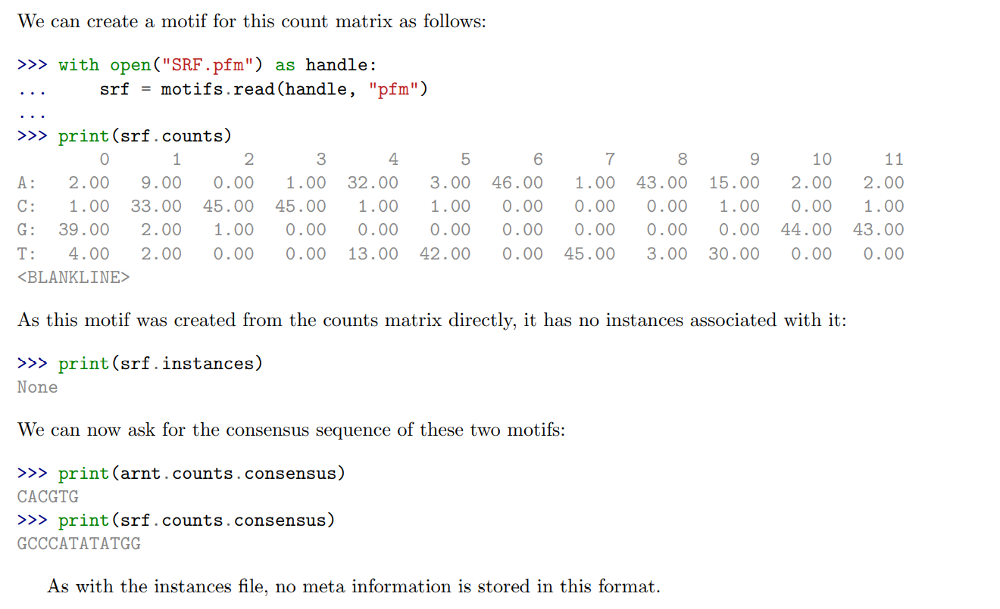 We can create a motif for this count matrix as follows:
>>> with open("SRF.pfm") as handle:
...     srf = motifs.read(handle, "pfm")
...
>>> print(srf.counts)
        0      1      2      3      4      5      6      7      8      9     10     11
A:   2.00   9.00   0.00   1.00  32.00   3.00  46.00   1.00  43.00  15.00   2.00   2.00
C:   1.00  33.00  45.00  45.00   1.00   1.00   0.00   0.00   0.00   1.00   0.00   1.00
G:  39.00   2.00   1.00   0.00   0.00   0.00   0.00   0.00   0.00   0.00  44.00  43.00
T:   4.00   2.00   0.00   0.00  13.00  42.00   0.00  45.00   3.00  30.00   0.00   0.00
<BLANKLINE>
As this motif was created from the counts matrix directly, it has no instances associated with it:
>>> print(srf.instances)
None
We can now ask for the consensus sequence of these two motifs:
>>> print(arnt.counts.consensus)
CACGTG
>>> print(srf.counts.consensus)
GCCCATATATGG
As with the instances file, no meta information is stored in this format.